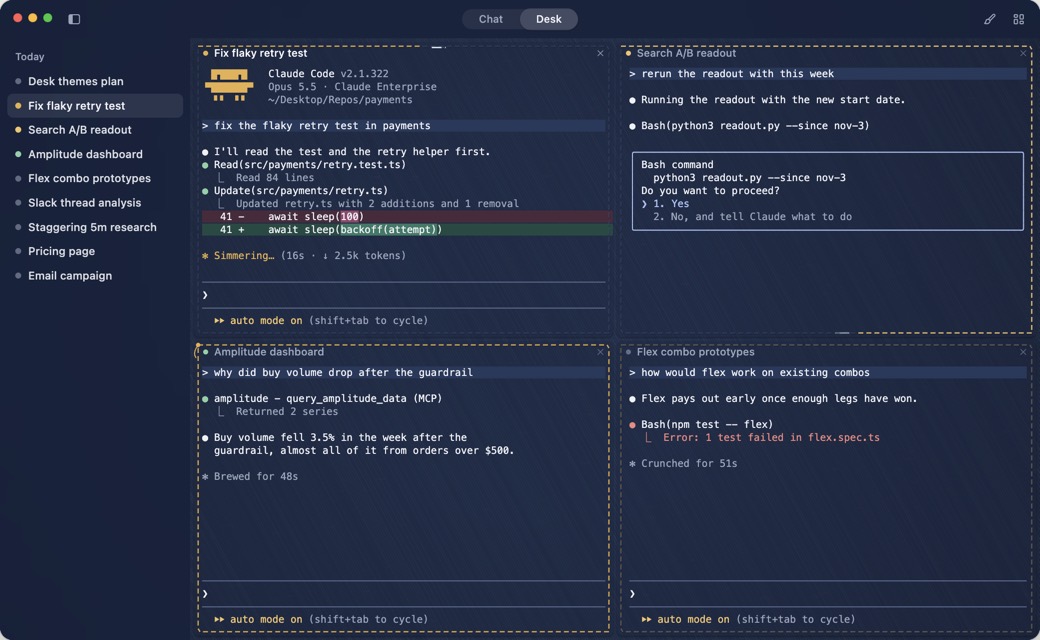 Chat
Desk
Today
Desk themes plan
Fix flaky retry test
Search A/B readout
Amplitude dashboard
Flex combo prototypes
Slack thread analysis
Staggering 5m research
Pricing page
Email campaign
Fix flaky retry test ×
Claude Code v2.1.322
Opus 5.5 · Claude Enterprise
~/Desktop/Repos/payments
> fix the flaky retry test in payments
● I'll read the test and the retry helper first.
● Read(src/payments/retry.test.ts)
⎿ Read 84 lines
● Update(src/payments/retry.ts)
⎿ Updated retry.ts with 2 additions and 1 removal
41 -    await sleep(100)
41 +    await sleep(backoff(attempt))
✻ Simmering… (16s · ↓ 2.5k tokens)
❯
⏵⏵ auto mode on (shift+tab to cycle)
Search A/B readout ×
> rerun the readout with this week
● Running the readout with the new start date.
● Bash(python3 readout.py --since nov-3)
Bash command
python3 readout.py --since nov-3
Do you want to proceed?
❯ 1. Yes
2. No, and tell Claude what to do
Amplitude dashboard ×
> why did buy volume drop after the guardrail
● amplitude - query_amplitude_data (MCP)
⎿ Returned 2 series
● Buy volume fell 3.5% in the week after the
guardrail, almost all of it from orders over $500.
✻ Brewed for 48s
❯
⏵⏵ auto mode on (shift+tab to cycle)
Flex combo prototypes ×
> how would flex work on existing combos
● Flex pays out early once enough legs have won.
● Bash(npm test -- flex)
⎿ Error: 1 test failed in flex.spec.ts
✻ Crunched for 51s
❯
⏵⏵ auto mode on (shift+tab to cycle)